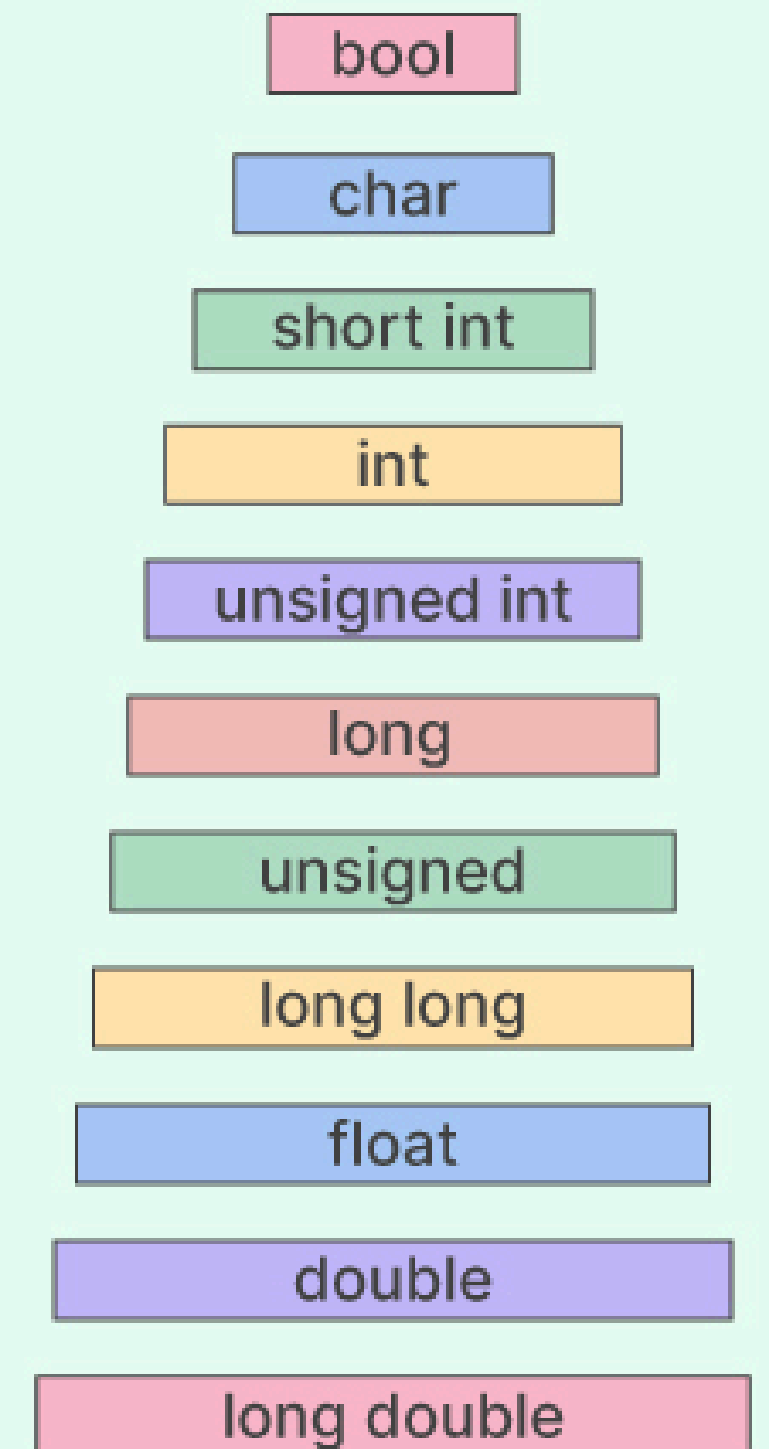 bool
char
short int
int
unsigned int
long
unsigned
long long
float
double
long double